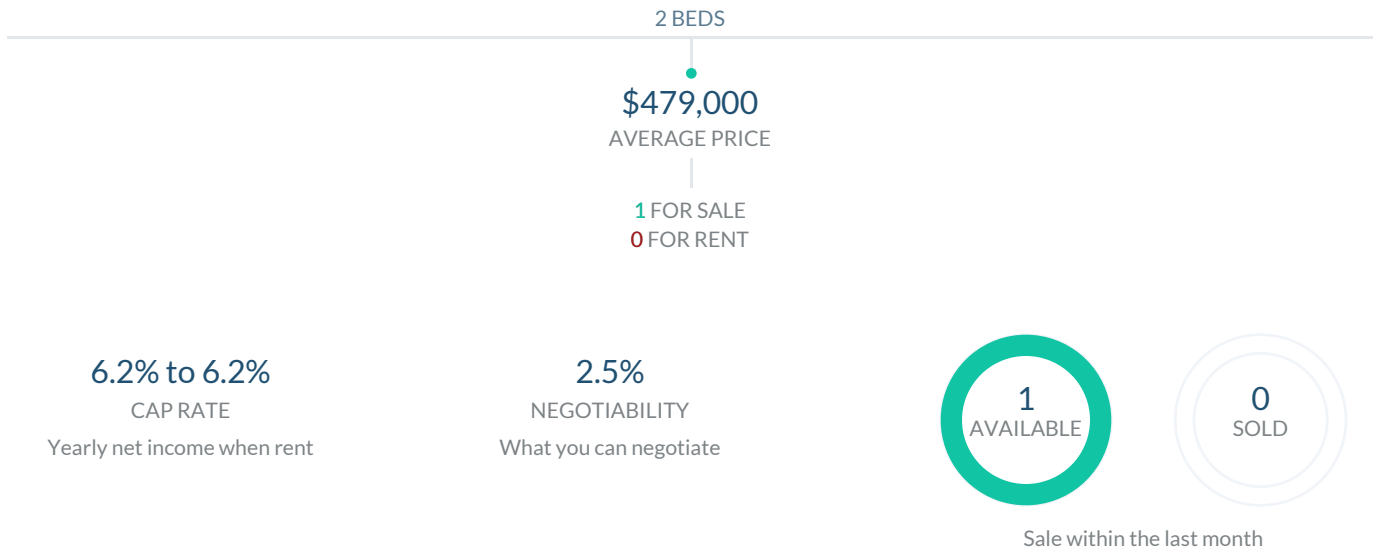 2 BEDS
$479,000
AVERAGE PRICE
1 FOR SALE
0 FOR RENT
6.2% to 6.2%
CAP RATE
Yearly net income when rent
2.5%
NEGOTIABILITY
What you can negotiate
1
AVAILABLE
0
SOLD
Sale within the last month